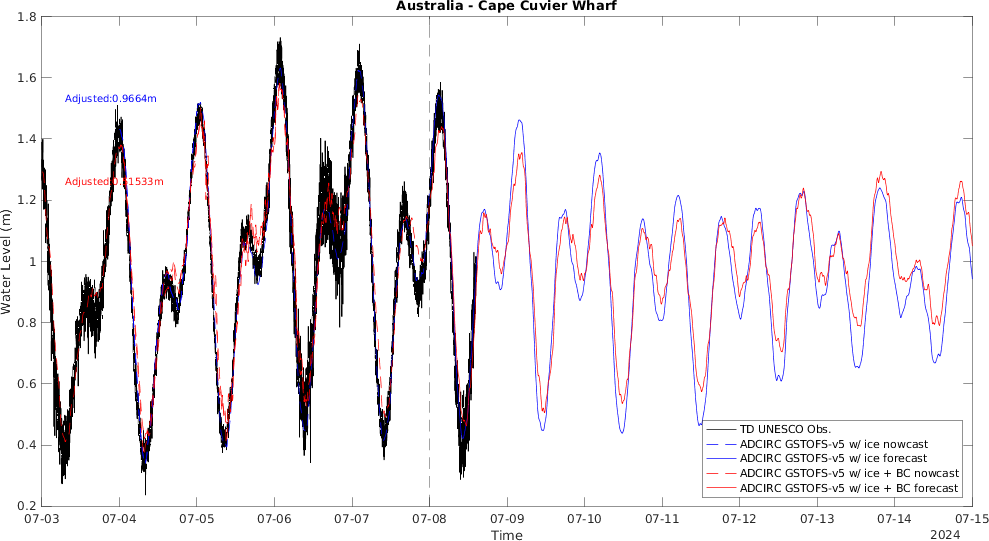 Australia - Cape Cuvier Wharf
Water Level (m)
1.8
1.6
1.4
1.2
1
0.8
0.6
0.4
0.2
Adjusted:0.9664m
TD UNESCO Obs.
ADCIRC GSTOFS-v5 w/ ice nowcast
ADCIRC GSTOFS-v5 w/ ice forecast
ADCIRC GSTOFS-v5 w/ ice + BC nowcast
ADCIRC GSTOFS-v5 w/ ice + BC forecast
07-03 07-04 07-05 07-06 07-07 07-08 07-09 07-10 07-11 07-12 07-13 07-14 07-15
Time
2024